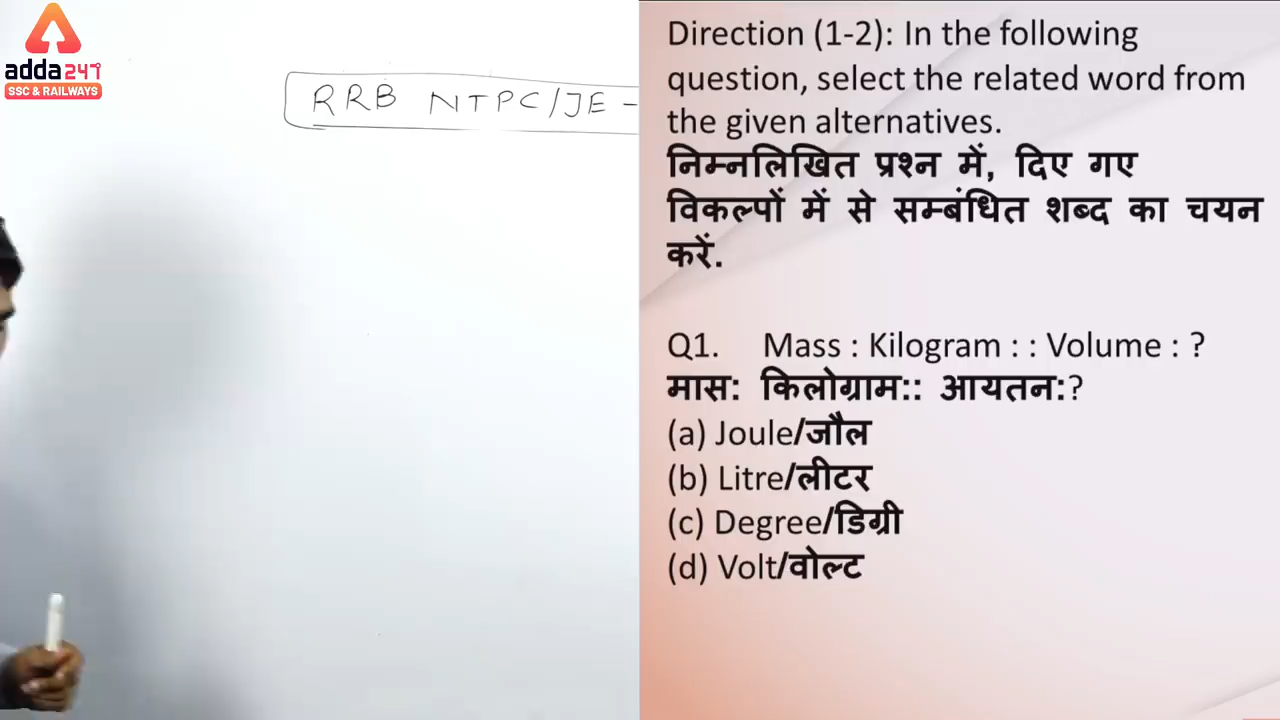 adda247
SSC & RAILWAYS
RRB NTPC/JE -
Direction (1-2): In the following
question, select the related word from
the given alternatives.
निम्नलिखित प्रश्न में, दिए गए
विकल्पों में से सम्बंधित शब्द का चयन
करें.
Q1. Mass : Kilogram : : Volume : ?
मास: किलोग्राम:: आयतन:?
(a) Joule/जौल
(b) Litre/लीटर
(c) Degree/डिग्री
(d) Volt/वोल्ट